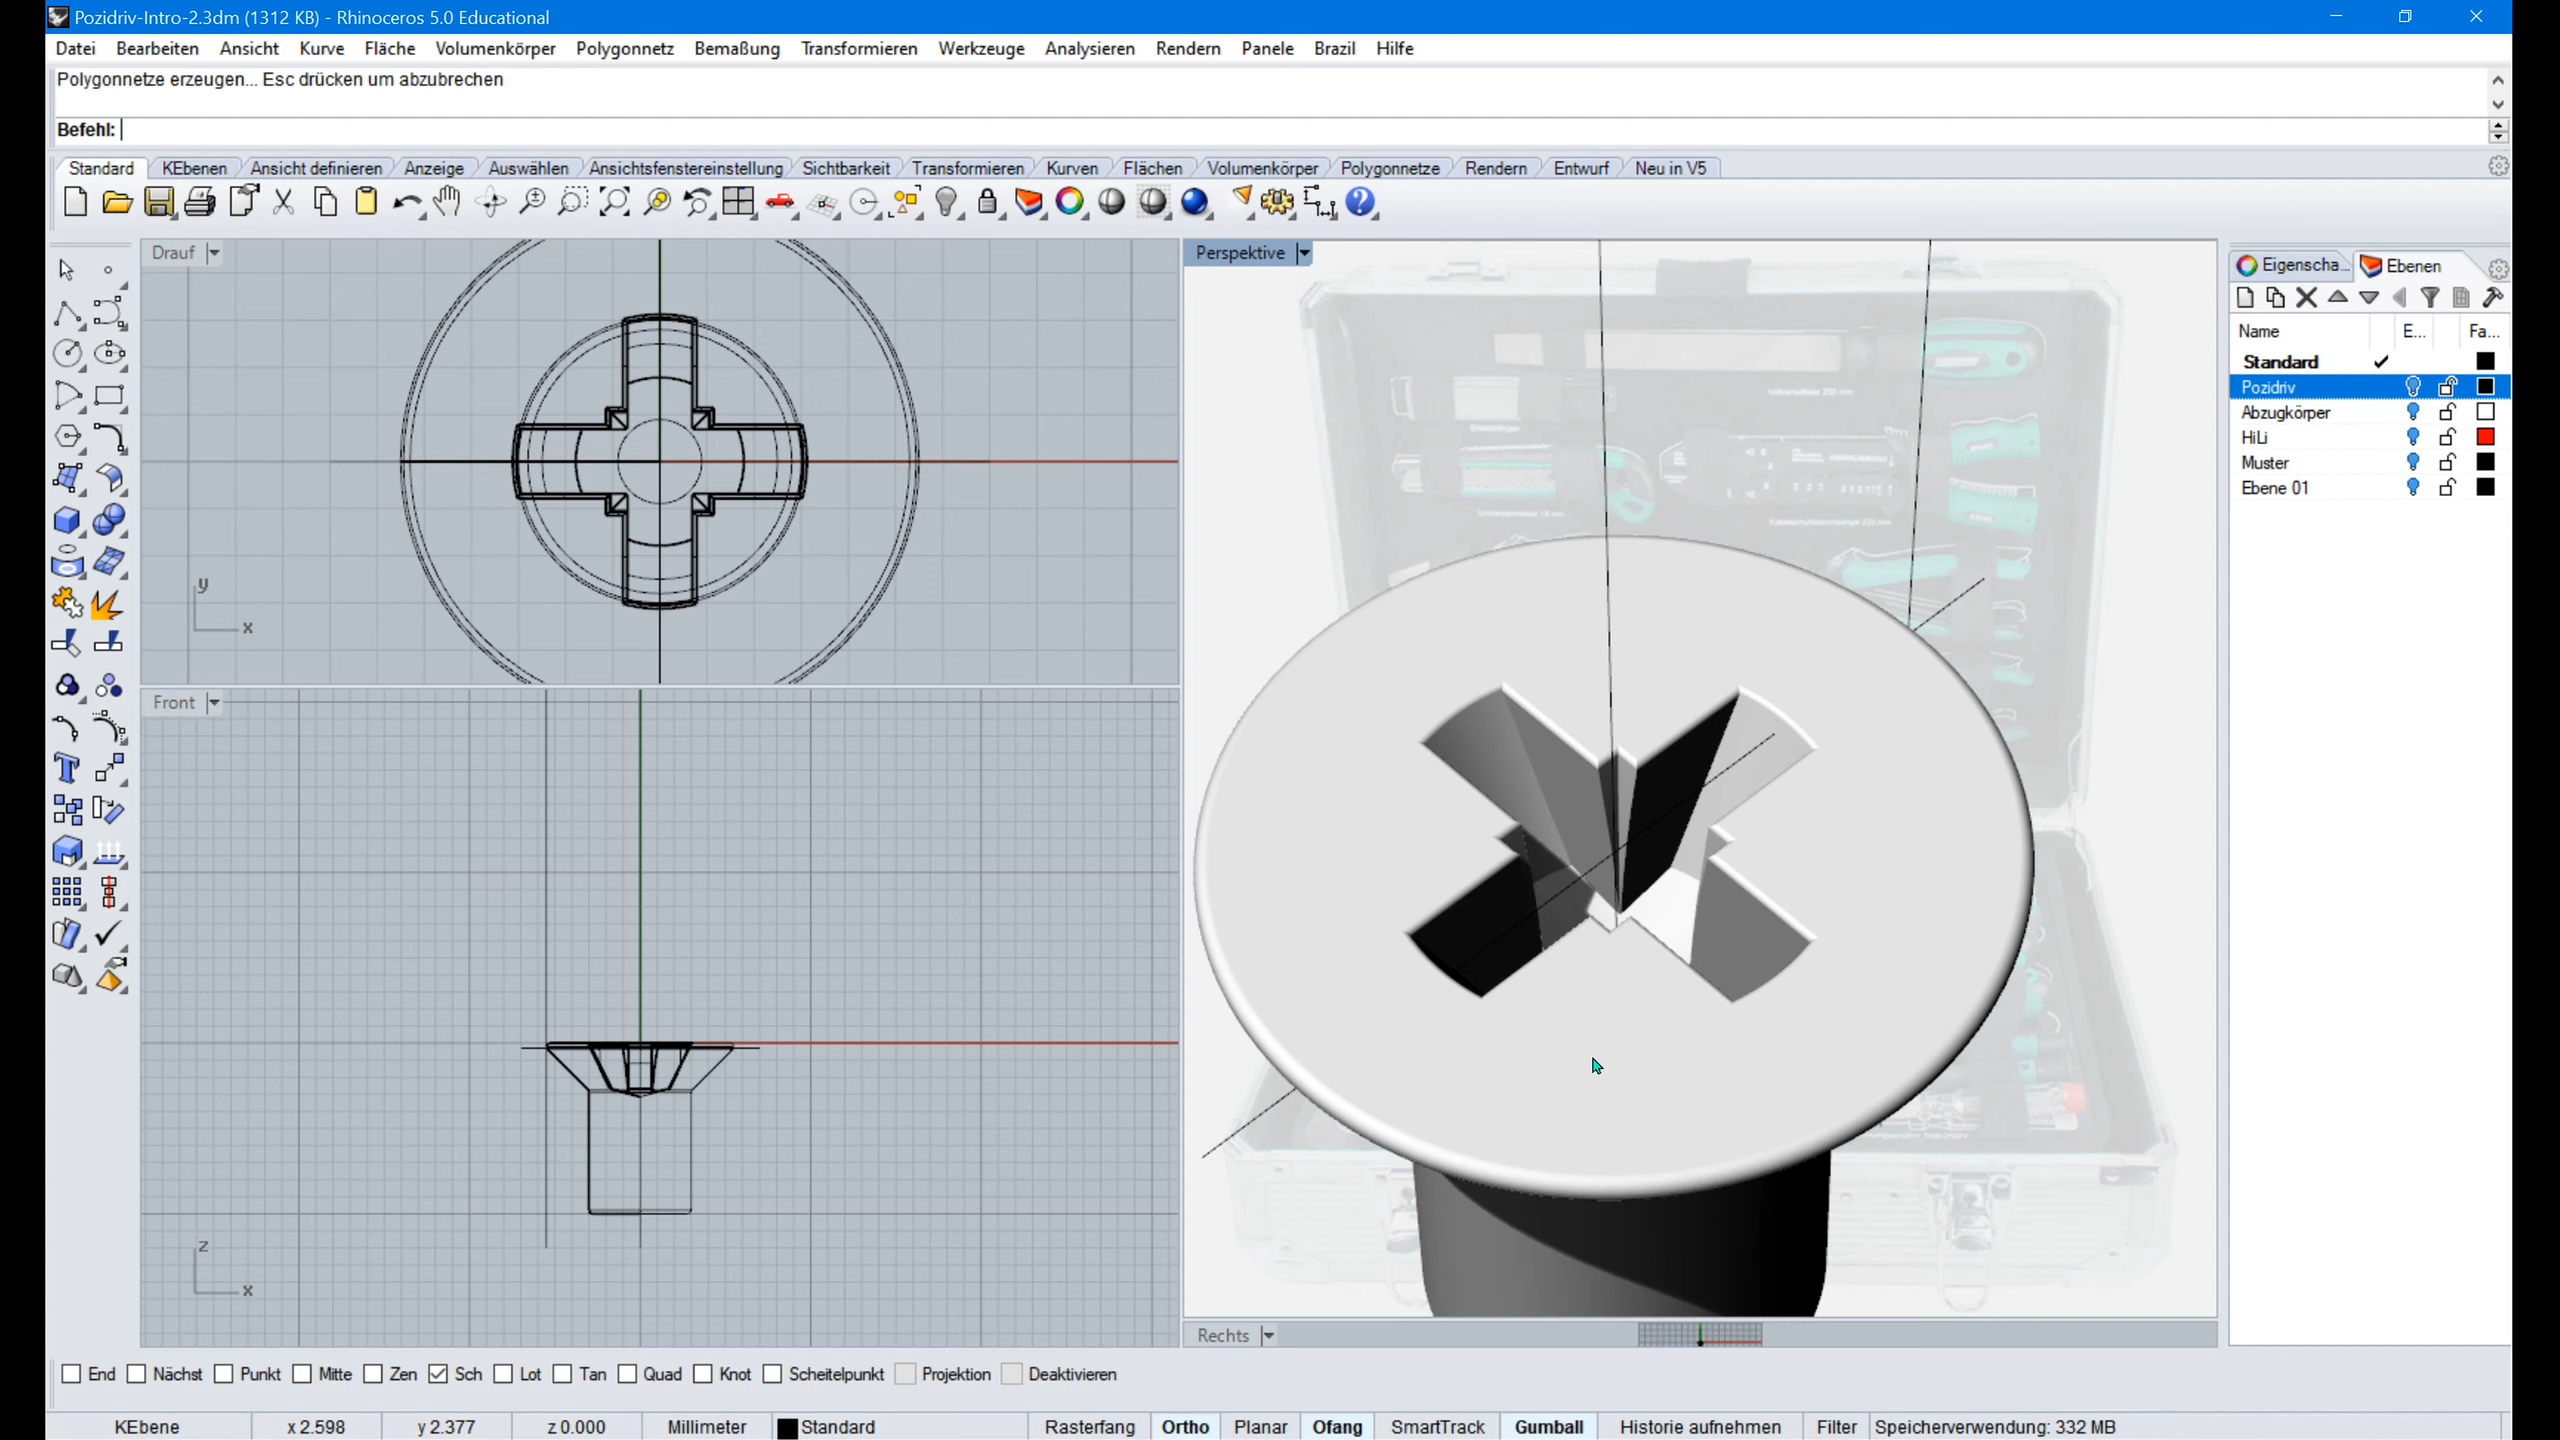 Pozidriv-Intro-2.3dm (1312 KB) - Rhinoceros 5.0 Educational
Datei Bearbeiten Ansicht Kurve Fläche Volumenkörper Polygonnetz Bemaßung Transformieren Werkzeuge Analysieren Rendern Panele Brazil Hilfe
Polygonnetze erzeugen... Esc drücken um abzubrechen
Befehl:
Standard KEbenen Ansicht definieren Anzeige Auswählen Ansichtsfenstereinstellung Sichtbarkeit Transformieren Kurven Flächen Volumenkörper Polygonnetze Rendern Entwurf Neu in V5
Drauf
Perspektive
Eigenscha... Ebenen
Name E... Fa...
Standard
Pozidriv
Abzugkörper
HiLi
Muster
Ebene 01
Universalfeile 200 mm
y
x
Front
z
x
Rechts
End Nächst Punkt Mitte Zen Sch Lot Tan Quad Knot Scheitelpunkt Projektion Deaktivieren
KEbene x 2.598 y 2.377 z 0.000 Millimeter Standard Rasterfang Ortho Planar Ofang SmartTrack Gumball Historie aufnehmen Filter Speicherverwendung: 332 MB